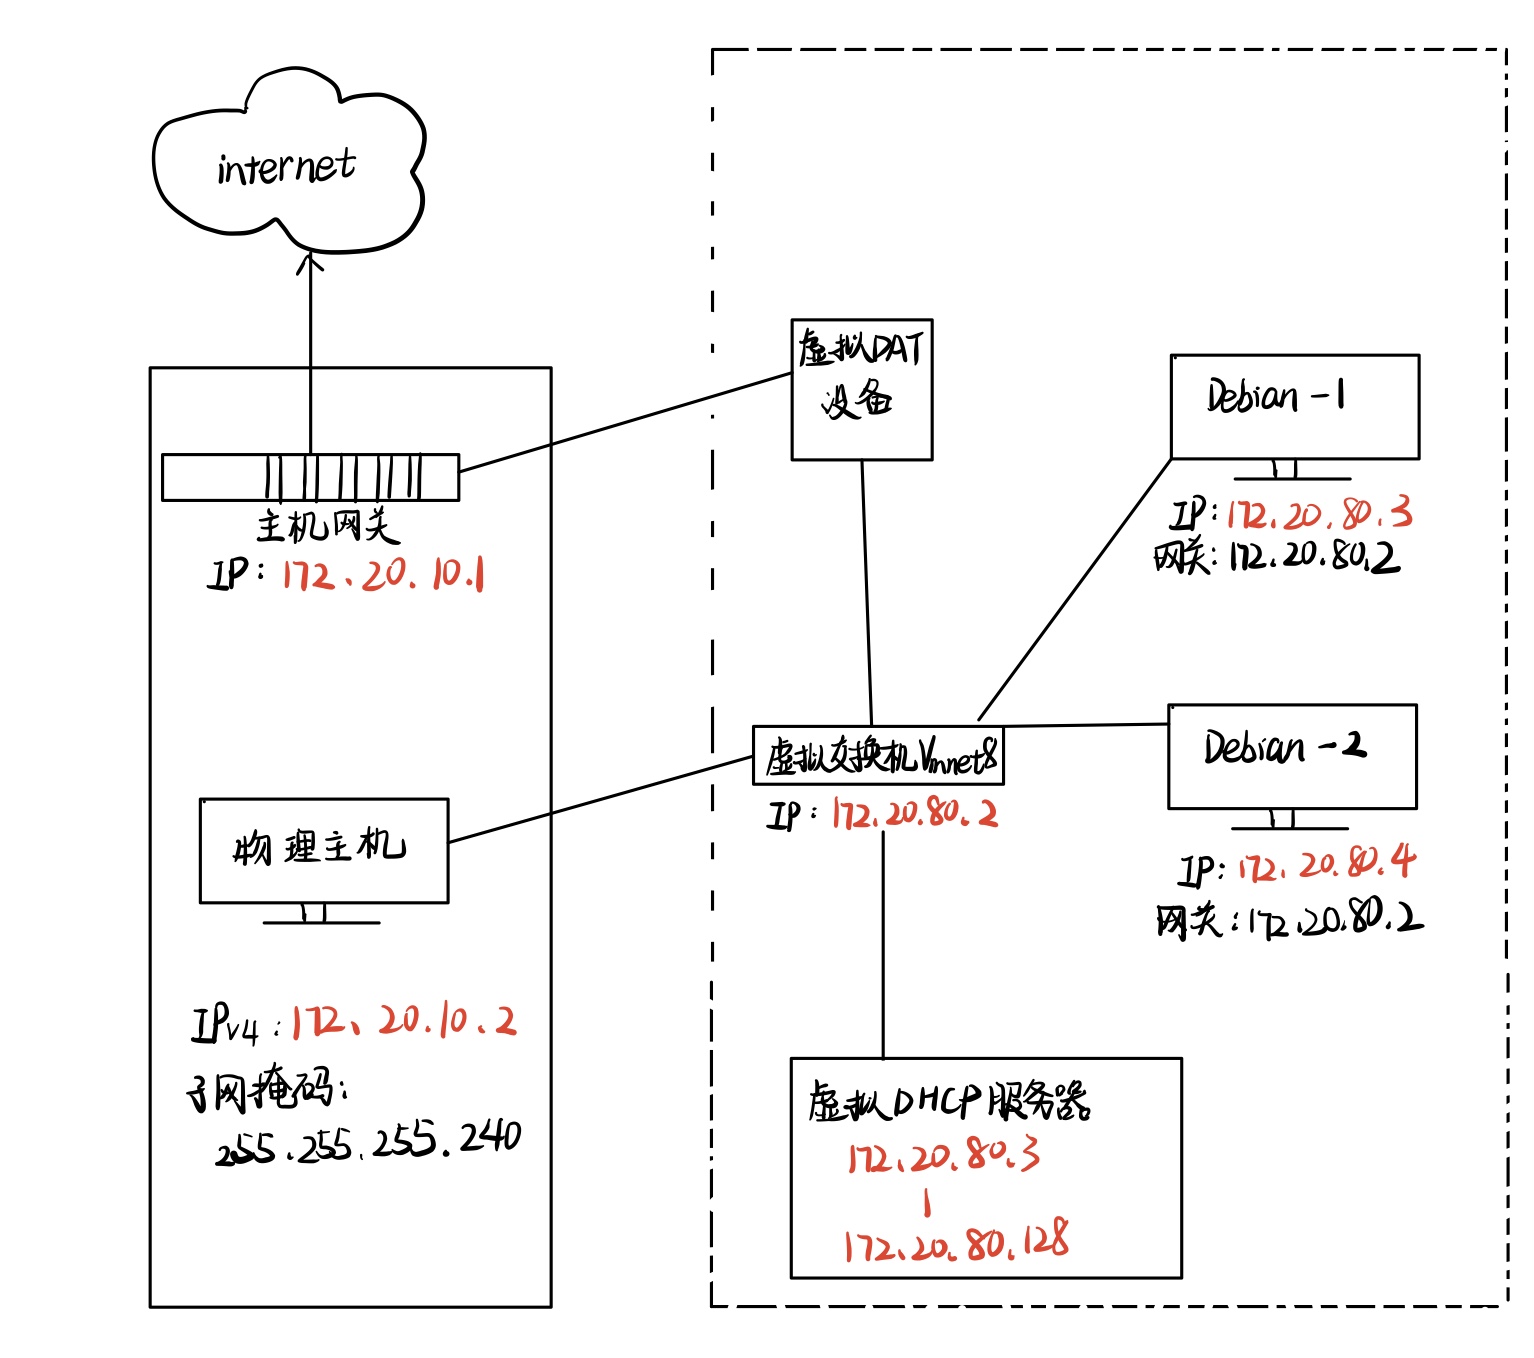 internet
主机网关
IP: 172、20.10.1
物理主机
IPv4: 172、20.10.2
子网掩码:
255.255.255.240
虚拟DAT
设备
虚拟交换机Vmnet8
IP: 172.20.80.2
Debian-1
IP: 172.20.80.3
网关: 172.20.80.2
Debian-2
IP: 172.20.80.4
网关: 172.20.80.2
虚拟DHCP服务器
172.20.80.3
|
172.20.80.128